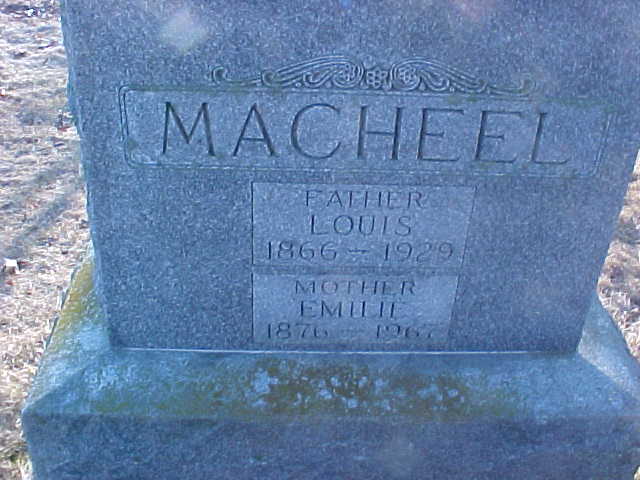 MACHEEL
FATHER
LOUIS
1866 — 1929
MOTHER
EMILIE
1876 — 1967